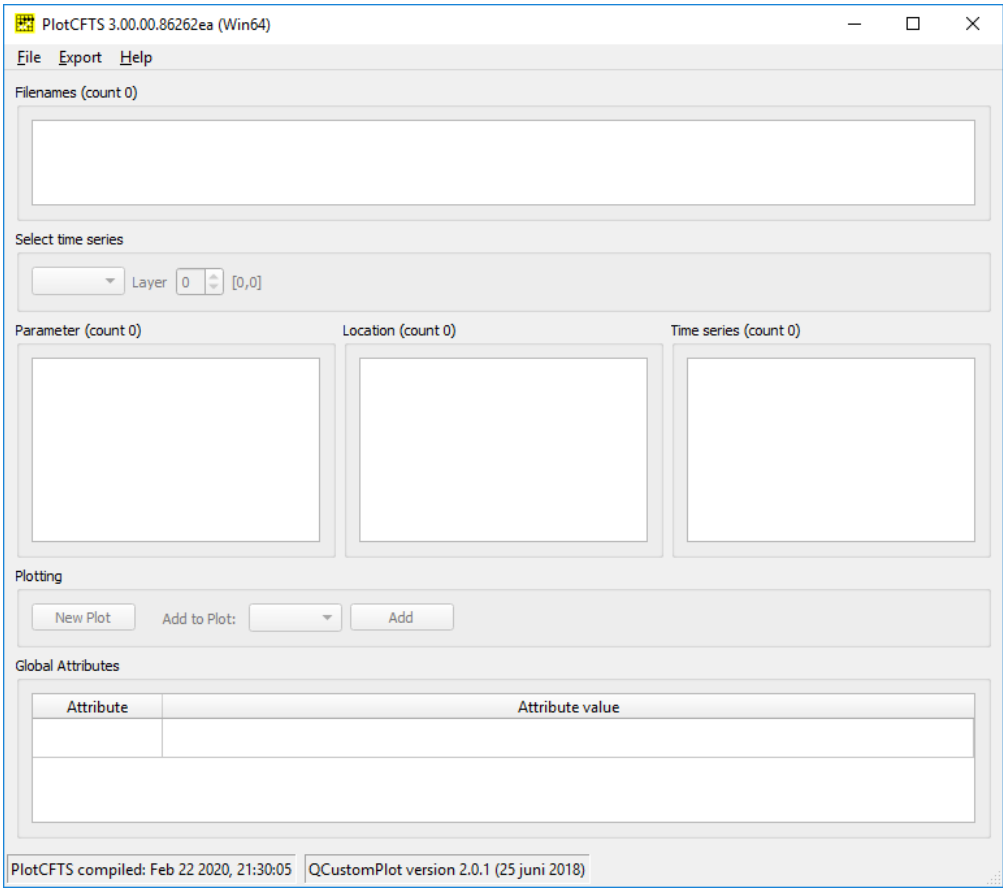 PlotCFTS 3.00.00.86262ea (Win64)
File Export Help
Filenames (count 0)
Select time series
Layer 0 [0,0]
Parameter (count 0) Location (count 0) Time series (count 0)
Plotting
New Plot Add to Plot: Add
Global Attributes
Attribute Attribute value
PlotCFTS compiled: Feb 22 2020, 21:30:05 QCustomPlot version 2.0.1 (25 juni 2018)